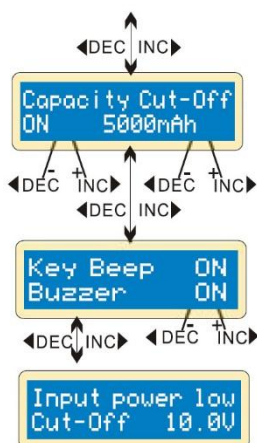 ◀DEC INC▶
Capacity Cut-Off
ON 5000mAh
- + - +
◀DEC INC▶ ◀DEC INC▶
◀DEC INC▶
Key Beep ON
Buzzer ON
- +
◀DEC INC▶ ◀DEC INC▶
Input power low
Cut-Off 10.0V